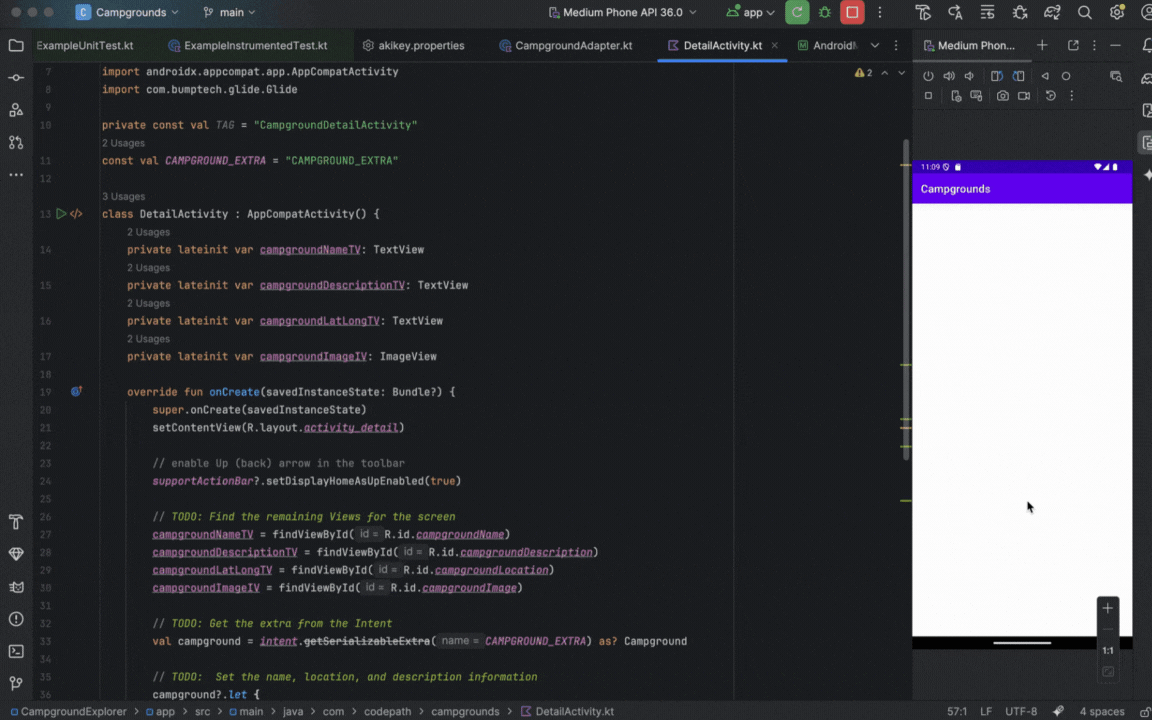 C Campgrounds main Medium Phone API 36.0 app
ExampleUnitTest.kt ExampleInstrumentedTest.kt akikey.properties CampgroundAdapter.kt DetailActivity.kt Android Medium Phon...
7 import androidx.appcompat.app.AppCompatActivity 2
8 import com.bumptech.glide.Glide
9
10 private const val TAG = "CampgroundDetailActivity"
2 Usages
11 const val CAMPGROUND_EXTRA = "CAMPGROUND_EXTRA"
12
3 Usages
13 class DetailActivity : AppCompatActivity() {
2 Usages
14 private lateinit var campgroundNameTV: TextView
2 Usages
15 private lateinit var campgroundDescriptionTV: TextView
2 Usages
16 private lateinit var campgroundLatLongTV: TextView
2 Usages
17 private lateinit var campgroundImageIV: ImageView
18
19 override fun onCreate(savedInstanceState: Bundle?) {
20 super.onCreate(savedInstanceState)
21 setContentView(R.layout.activity_detail)
22
23 // enable Up (back) arrow in the toolbar
24 supportActionBar?.setDisplayHomeAsUpEnabled(true)
25
26 // TODO: Find the remaining Views for the screen
27 campgroundNameTV = findViewById( id = R.id.campgroundName)
28 campgroundDescriptionTV = findViewById( id = R.id.campgroundDescription)
29 campgroundLatLongTV = findViewById( id = R.id.campgroundLocation)
30 campgroundImageIV = findViewById( id = R.id.campgroundImage)
31
32 // TODO: Get the extra from the Intent
33 val campground = intent.getSerializableExtra( name = CAMPGROUND_EXTRA) as? Campground
34
35 // TODO:  Set the name, location, and description information
36 campground?.let {
11:09
Campgrounds
1:1
CampgroundExplorer > app > src > main > java > com > codepath > campgrounds > DetailActivity.kt 57:1 LF UTF-8 4 spaces